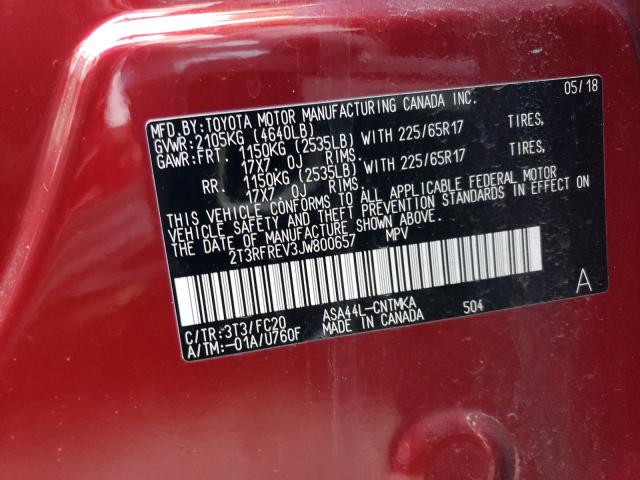 MFD.BY:TOYOTA MOTOR MANUFACTURING CANADA INC. 05/18
GVWR:2105KG (4640LB)
GAWR:FRT. 1150KG (2535LB) WITH 225/65R17 TIRES,
17X7 0J RIMS.
RR. 1150KG (2535LB) WITH 225/65R17 TIRES,
17X7 0J RIMS.
THIS VEHICLE CONFORMS TO ALL APPLICABLE FEDERAL MOTOR
VEHICLE SAFETY AND THEFT PREVENTION STANDARDS IN EFFECT ON
THE DATE OF MANUFACTURE SHOWN ABOVE.
2T3RFREV3JW800657 MPV
A
C/TR:3T3/FC20 ASA44L-CNTMKA 504
A/TM:-01A/U760F MADE IN CANADA